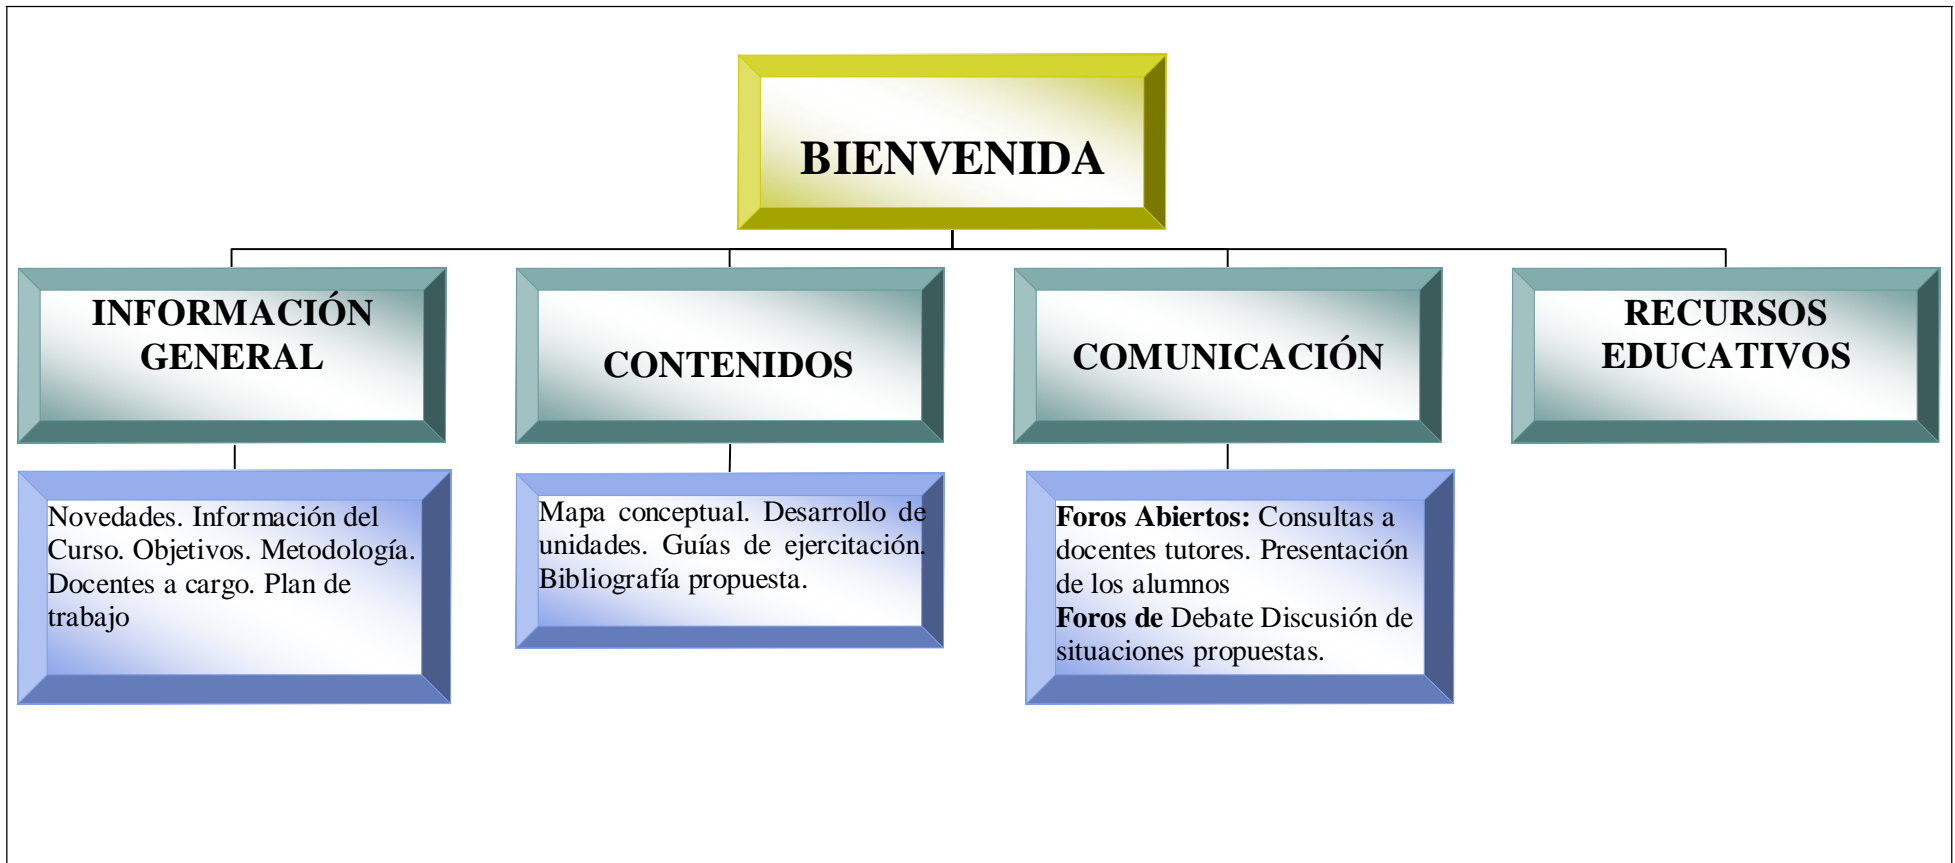 BIENVENIDA
INFORMACIÓN
GENERAL
CONTENIDOS
COMUNICACIÓN
RECURSOS
EDUCATIVOS
Novedades. Información del
Curso. Objetivos. Metodología.
Docentes a cargo. Plan de
trabajo
Mapa conceptual. Desarrollo de
unidades. Guías de ejercitación.
Bibliografía propuesta.
Foros Abiertos: Consultas a
docentes tutores. Presentación
de los alumnos
Foros de Debate Discusión de
situaciones propuestas.